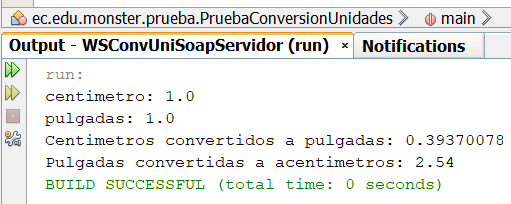 ec.edu.monster.prueba.PruebaConversionUnidades > main >
Output - WSConvUniSoapServidor (run) × Notifications
run:
centimetro: 1.0
pulgadas: 1.0
Centimetros convertidos a pulgadas: 0.39370078
Pulgadas convertidas a acentimetros: 2.54
BUILD SUCCESSFUL (total time: 0 seconds)